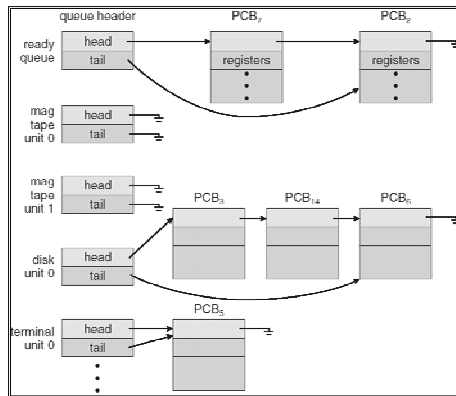 queue header PCB7 PCB2
ready
queue
head
tail
registers
registers
mag
tape
unit 0
head
tail
mag
tape
unit 1
head
tail
PCB3 PCB14 PCB6
disk
unit 0
head
tail
PCB5
terminal
unit 0
head
tail